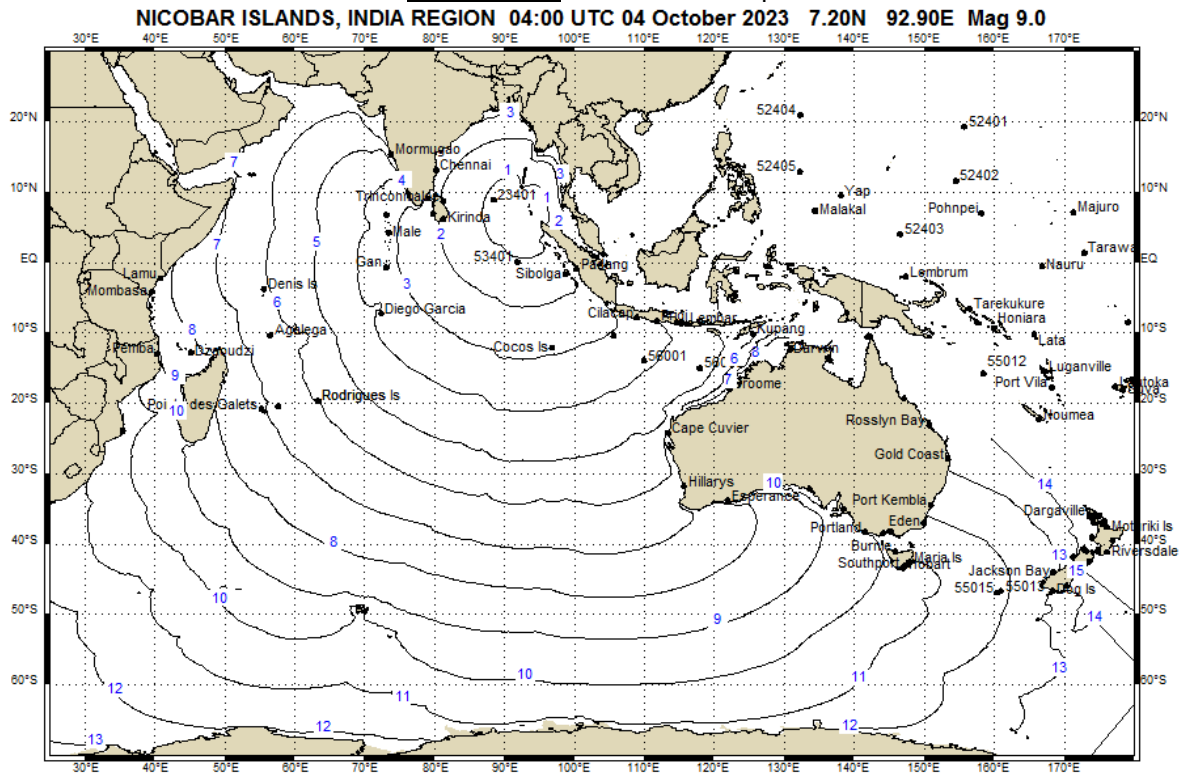 NICOBAR ISLANDS, INDIA REGION 04:00 UTC 04 October 2023 7.20N 92.90E Mag 9.0
30°E 40°E 50°E 60°E 70°E 80°E 90°E 100°E 110°E 120°E 130°E 140°E 150°E 160°E 170°E
3
52404
20°N 52401 20°N
7 Mormugao
Chennai
4 1 3 52405 52402
10°N Trincomalee 23401 1 Yap 10°N
Malakal Pohnpei Majuro
7 Kirinda 2
5 Male 2 52403
Tarawa
EQ Gan 53401 Padang Nauru EQ
Lamu Sibolga Lombrum
Mombasa Denis Is 3
6 Diego Garcia Tarekukure
8 Cilacap Lembar Honiara
10°S Agalega Kupang 10°S
Pemba Dzaoudzi Cocos Is 8 Darwin Lata
56001 6 55012 Luganville
9 7 Broome Port Vila
10 Rodrigues Is 20°S
20°S Noumea
Cape Cuvier Rosslyn Bay
Gold Coast
30°S 10 14 30°S
Hillarys Esperance Port Kembla
Dargaville
Portland Eden Moturiki Is
40°S 8 Burnie 13 Riversdale 40°S
Southport Maria Is Hobart Jackson Bay 15
10 55015 55013 Dog Is
50°S 9 14 50°S
10 11 13
60°S 12 11 60°S
13 12 12
30°E 40°E 50°E 60°E 70°E 80°E 90°E 100°E 110°E 120°E 130°E 140°E 150°E 160°E 170°E